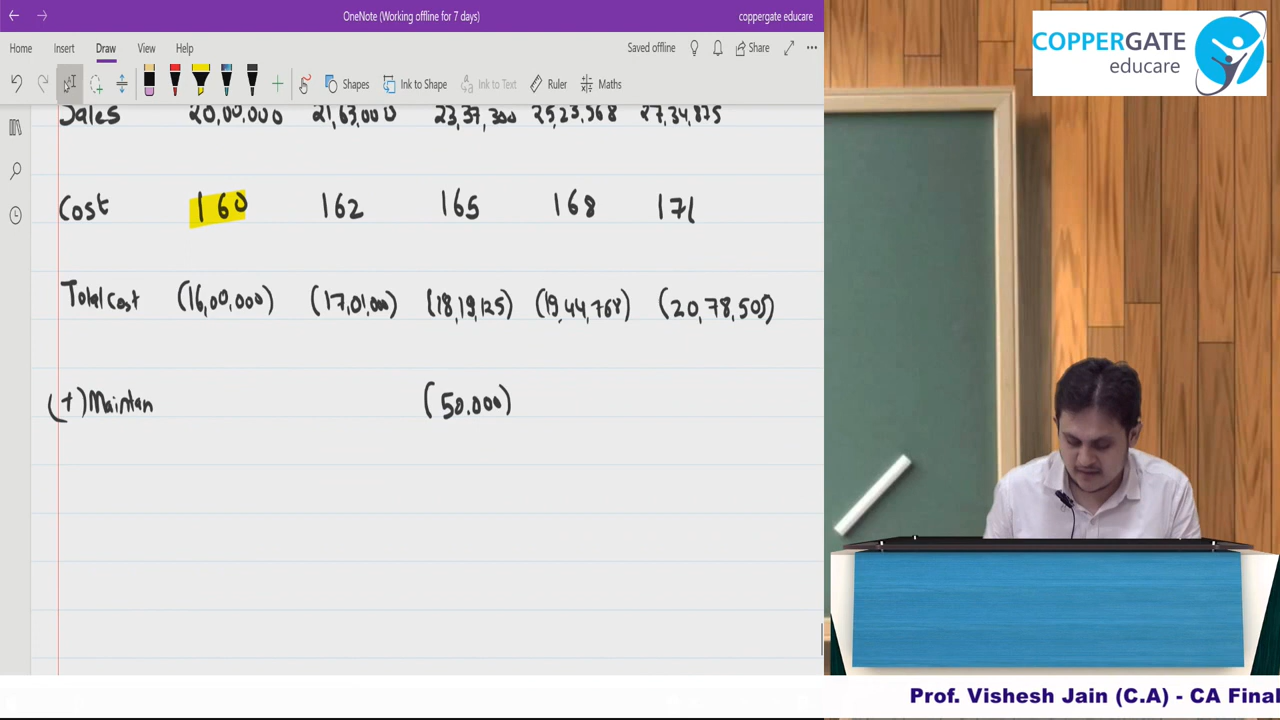 OneNote (Working offline for 7 days)
coppergate educare
Home Insert Draw View Help
Saved offline Share
Shapes Ink to Shape Ink to Text Ruler Maths
COPPERGATE
educare
Sales 20,00,000 21,63,000 23,37,300 25,23,568 27,34,875
Cost 160 162 165 168 171
Total cost (16,00,000) (17,01,000) (18,19,125) (19,44,768) (20,78,505)
(+) Maintan (50.000)
Prof. Vishesh Jain (C.A) - CA Final